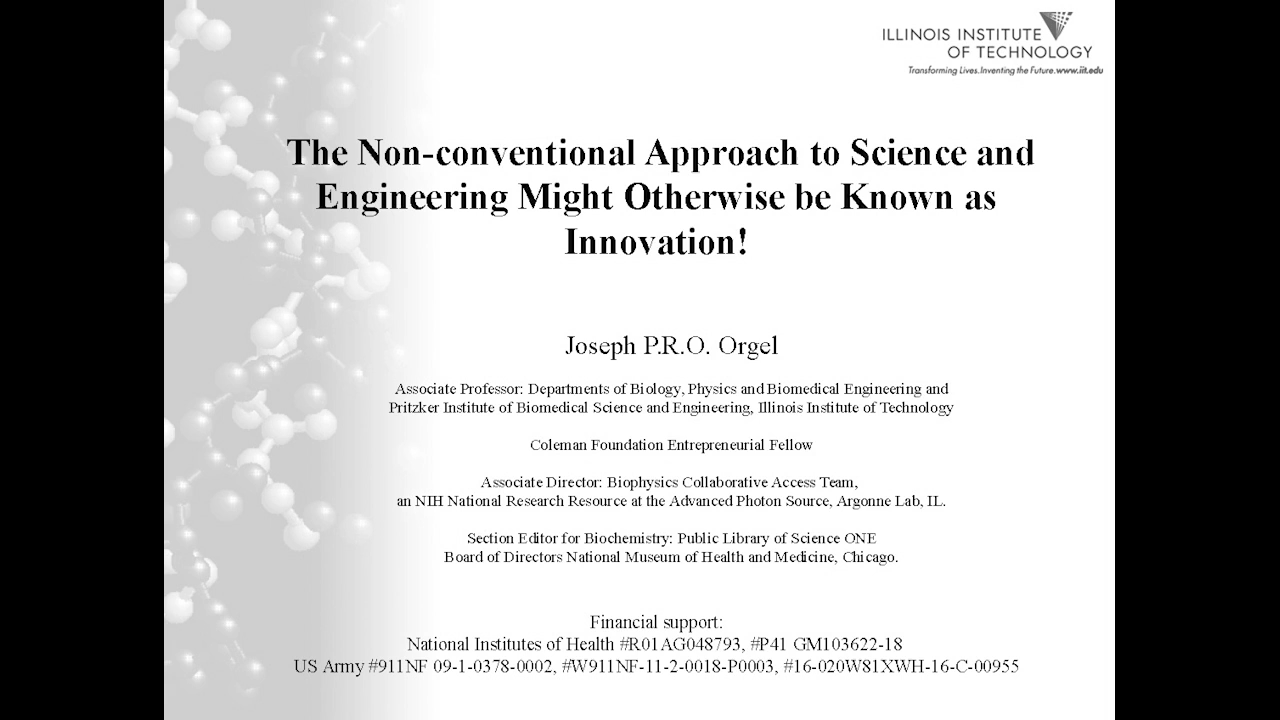 ILLINOIS INSTITUTE
OF TECHNOLOGY
Transforming Lives.Inventing the Future.www.iit.edu
The Non-conventional Approach to Science and
Engineering Might Otherwise be Known as
Innovation!
Joseph P.R.O. Orgel
Associate Professor: Departments of Biology, Physics and Biomedical Engineering and
Pritzker Institute of Biomedical Science and Engineering, Illinois Institute of Technology
Coleman Foundation Entrepreneurial Fellow
Associate Director: Biophysics Collaborative Access Team,
an NIH National Research Resource at the Advanced Photon Source, Argonne Lab, IL.
Section Editor for Biochemistry: Public Library of Science ONE
Board of Directors National Museum of Health and Medicine, Chicago.
Financial support:
National Institutes of Health #R01AG048793, #P41 GM103622-18
US Army #911NF 09-1-0378-0002, #W911NF-11-2-0018-P0003, #16-020W81XWH-16-C-00955